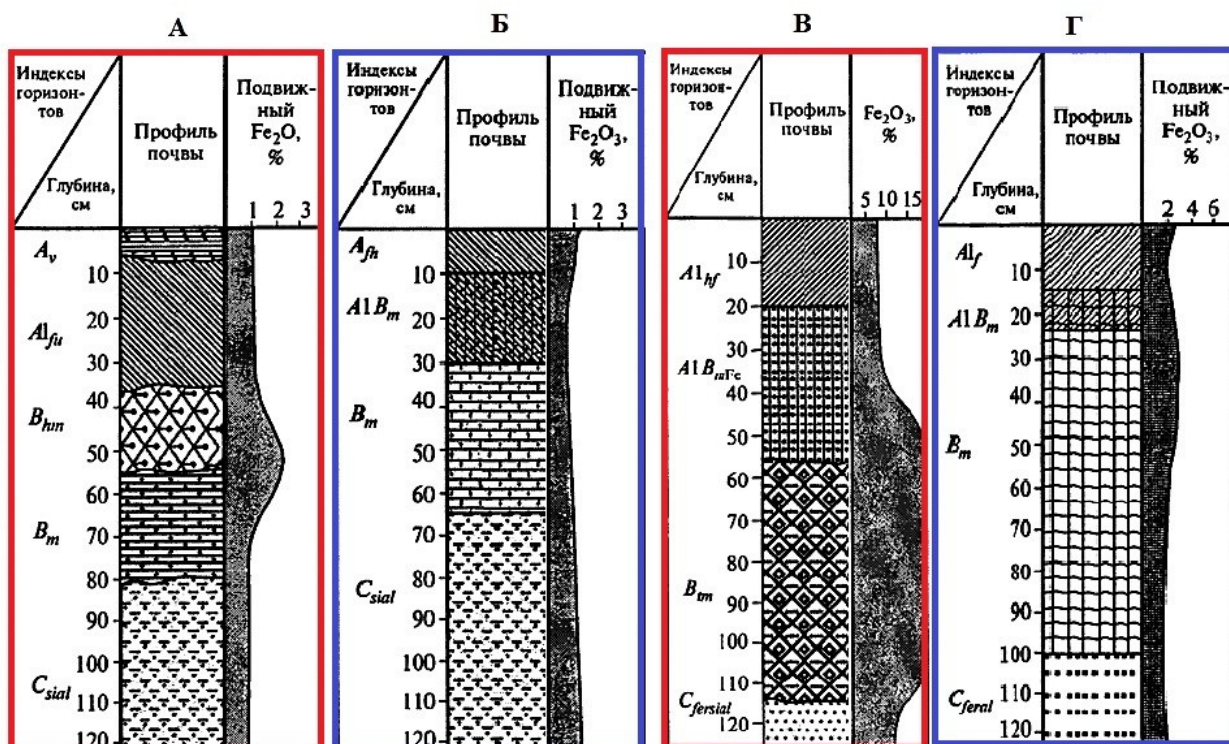 А
Индексы
горизон-
тов
Глубина,
см
Профиль
почвы
Подвиж-
ный
Fe₂O,
%
1 2 3
Aᵥ
10
20
A1fu
30
40
Bhm
50
60
Bm
70
80
90
100
Csial
110
120
Б
Индексы
горизон-
тов
Глубина,
см
Профиль
почвы
Подвиж-
ный
Fe₂O₃,
%
1 2 3
Afh
10
A1Bm
20
30
Bm
40
50
60
70
Csial
80
90
100
110
120
В
Индексы
горизон-
тов
Глубина,
см
Профиль
почвы
Fe₂O₃,
%
5 10 15
A1hf
10
20
30
A1BmFe
40
50
60
70
80
Btm
90
100
110
Cfersial
120
Г
Индексы
горизон-
тов
Глубина,
см
Профиль
почвы
Подвиж-
ный
Fe₂O₃,
%
2 4 6
A1f
10
A1Bm
20
30
40
Bm
50
60
70
80
90
100
Cferal
110
120